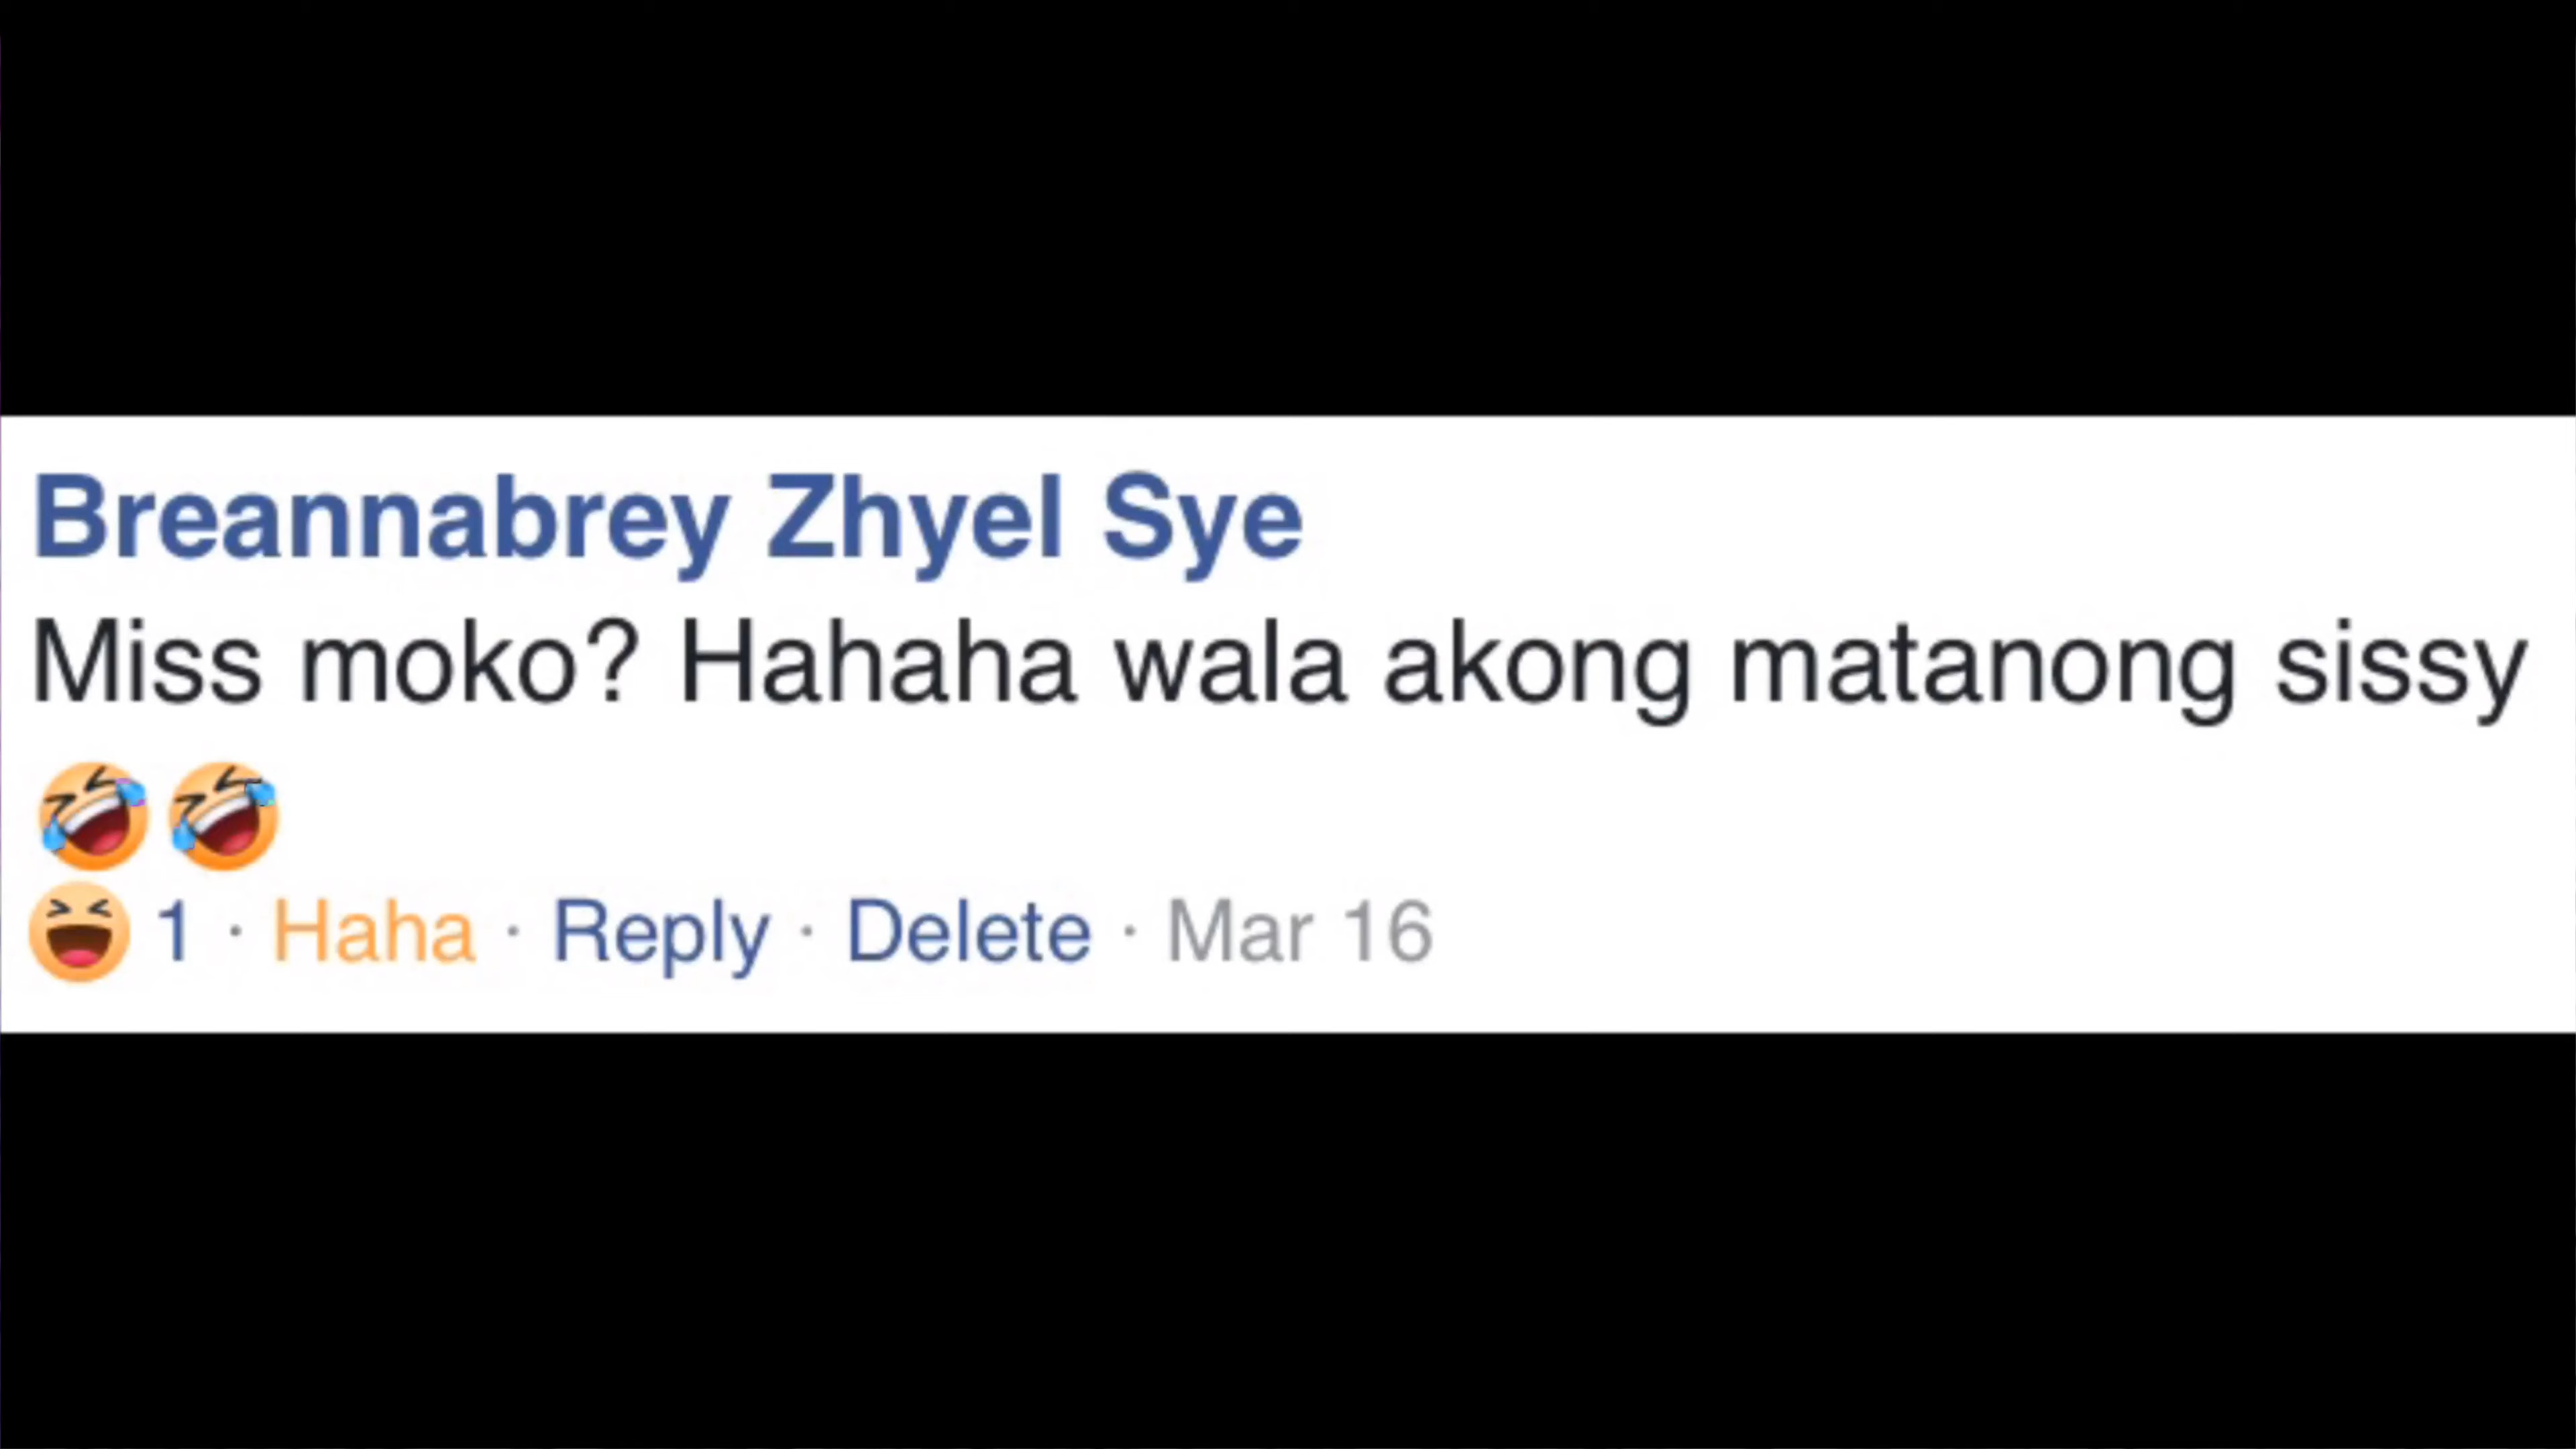 Breannabrey Zhyel Sye
Miss moko? Hahaha wala akong matanong sissy
🤣🤣
😆 1 · Haha · Reply · Delete · Mar 16